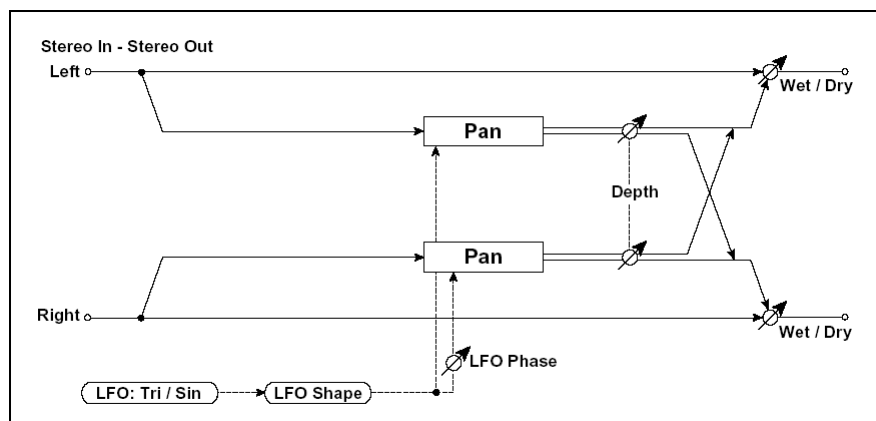 Stereo In - Stereo Out
Left
Wet / Dry
Pan
Depth
Pan
Right
Wet / Dry
LFO Phase
LFO: Tri / Sin
LFO Shape